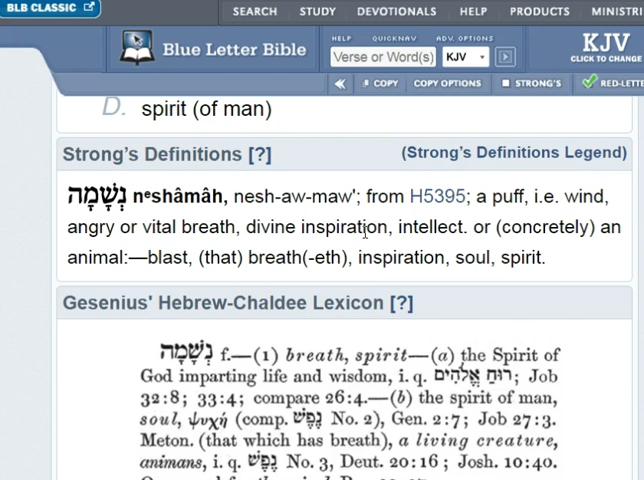 BLB CLASSIC
SEARCH STUDY DEVOTIONALS HELP PRODUCTS MINISTRI
Blue Letter Bible
HELP QUICKNAV ADV. OPTIONS
Verse or Word(s) KJV
KJV
CLICK TO CHANGE
COPY COPY OPTIONS STRONG'S RED-LETTE
D. spirit (of man)
Strong's Definitions [?] (Strong's Definitions Legend)
נְשָׁמָה nᵉshâmâh, nesh-aw-maw'; from H5395; a puff, i.e. wind,
angry or vital breath, divine inspiration, intellect. or (concretely) an
animal:—blast, (that) breath(-eth), inspiration, soul, spirit.
Gesenius' Hebrew-Chaldee Lexicon [?]
נְשָׁמָה f.—(1) breath, spirit—(a) the Spirit of
God imparting life and wisdom, i. q. רוּחַ אֱלֹהִים; Job
32:8; 33:4; compare 26:4.—(b) the spirit of man,
soul, ψυχή (comp. נֶפֶשׁ No. 2), Gen. 2:7; Job 27:3.
Meton. (that which has breath), a living creature,
animans, i. q. נֶפֶשׁ No. 3, Deut. 20:16; Josh. 10:40.